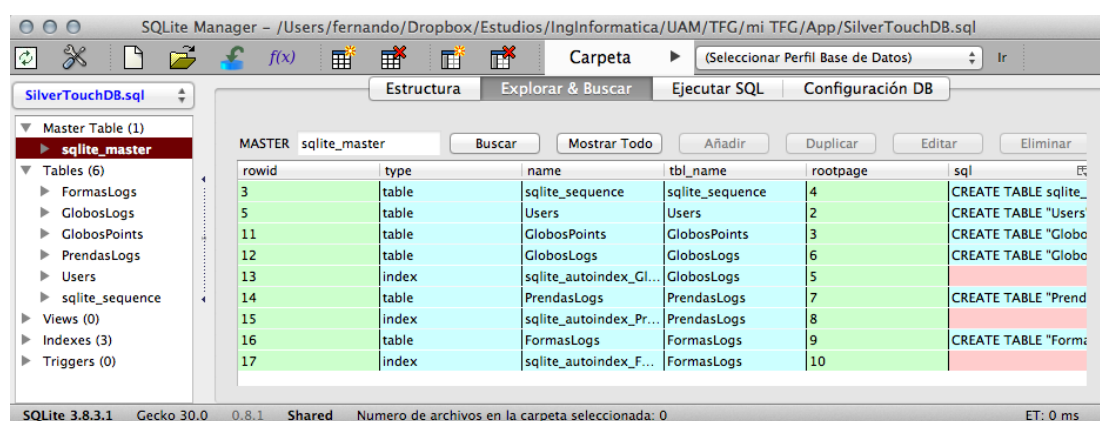 SQLite Manager – /Users/fernando/Dropbox/Estudios/IngInformatica/UAM/TFG/mi TFG/App/SilverTouchDB.sql
f(x) Carpeta (Seleccionar Perfil Base de Datos) Ir
SilverTouchDB.sql
Estructura Explorar & Buscar Ejecutar SQL Configuración DB
Master Table (1)
sqlite_master
Tables (6)
FormasLogs
GlobosLogs
GlobosPoints
PrendasLogs
Users
sqlite_sequence
Views (0)
Indexes (3)
Triggers (0)
MASTER sqlite_master Buscar Mostrar Todo Añadir Duplicar Editar Eliminar
rowid type name tbl_name rootpage sql
3 table sqlite_sequence sqlite_sequence 4 CREATE TABLE sqlite_
5 table Users Users 2 CREATE TABLE "Users"
11 table GlobosPoints GlobosPoints 3 CREATE TABLE "Globo
12 table GlobosLogs GlobosLogs 6 CREATE TABLE "Globo
13 index sqlite_autoindex_Gl... GlobosLogs 5
14 table PrendasLogs PrendasLogs 7 CREATE TABLE "Prend
15 index sqlite_autoindex_Pr... PrendasLogs 8
16 table FormasLogs FormasLogs 9 CREATE TABLE "Forma
17 index sqlite_autoindex_F... FormasLogs 10
SQLite 3.8.3.1 Gecko 30.0 0.8.1 Shared Numero de archivos en la carpeta seleccionada: 0 ET: 0 ms